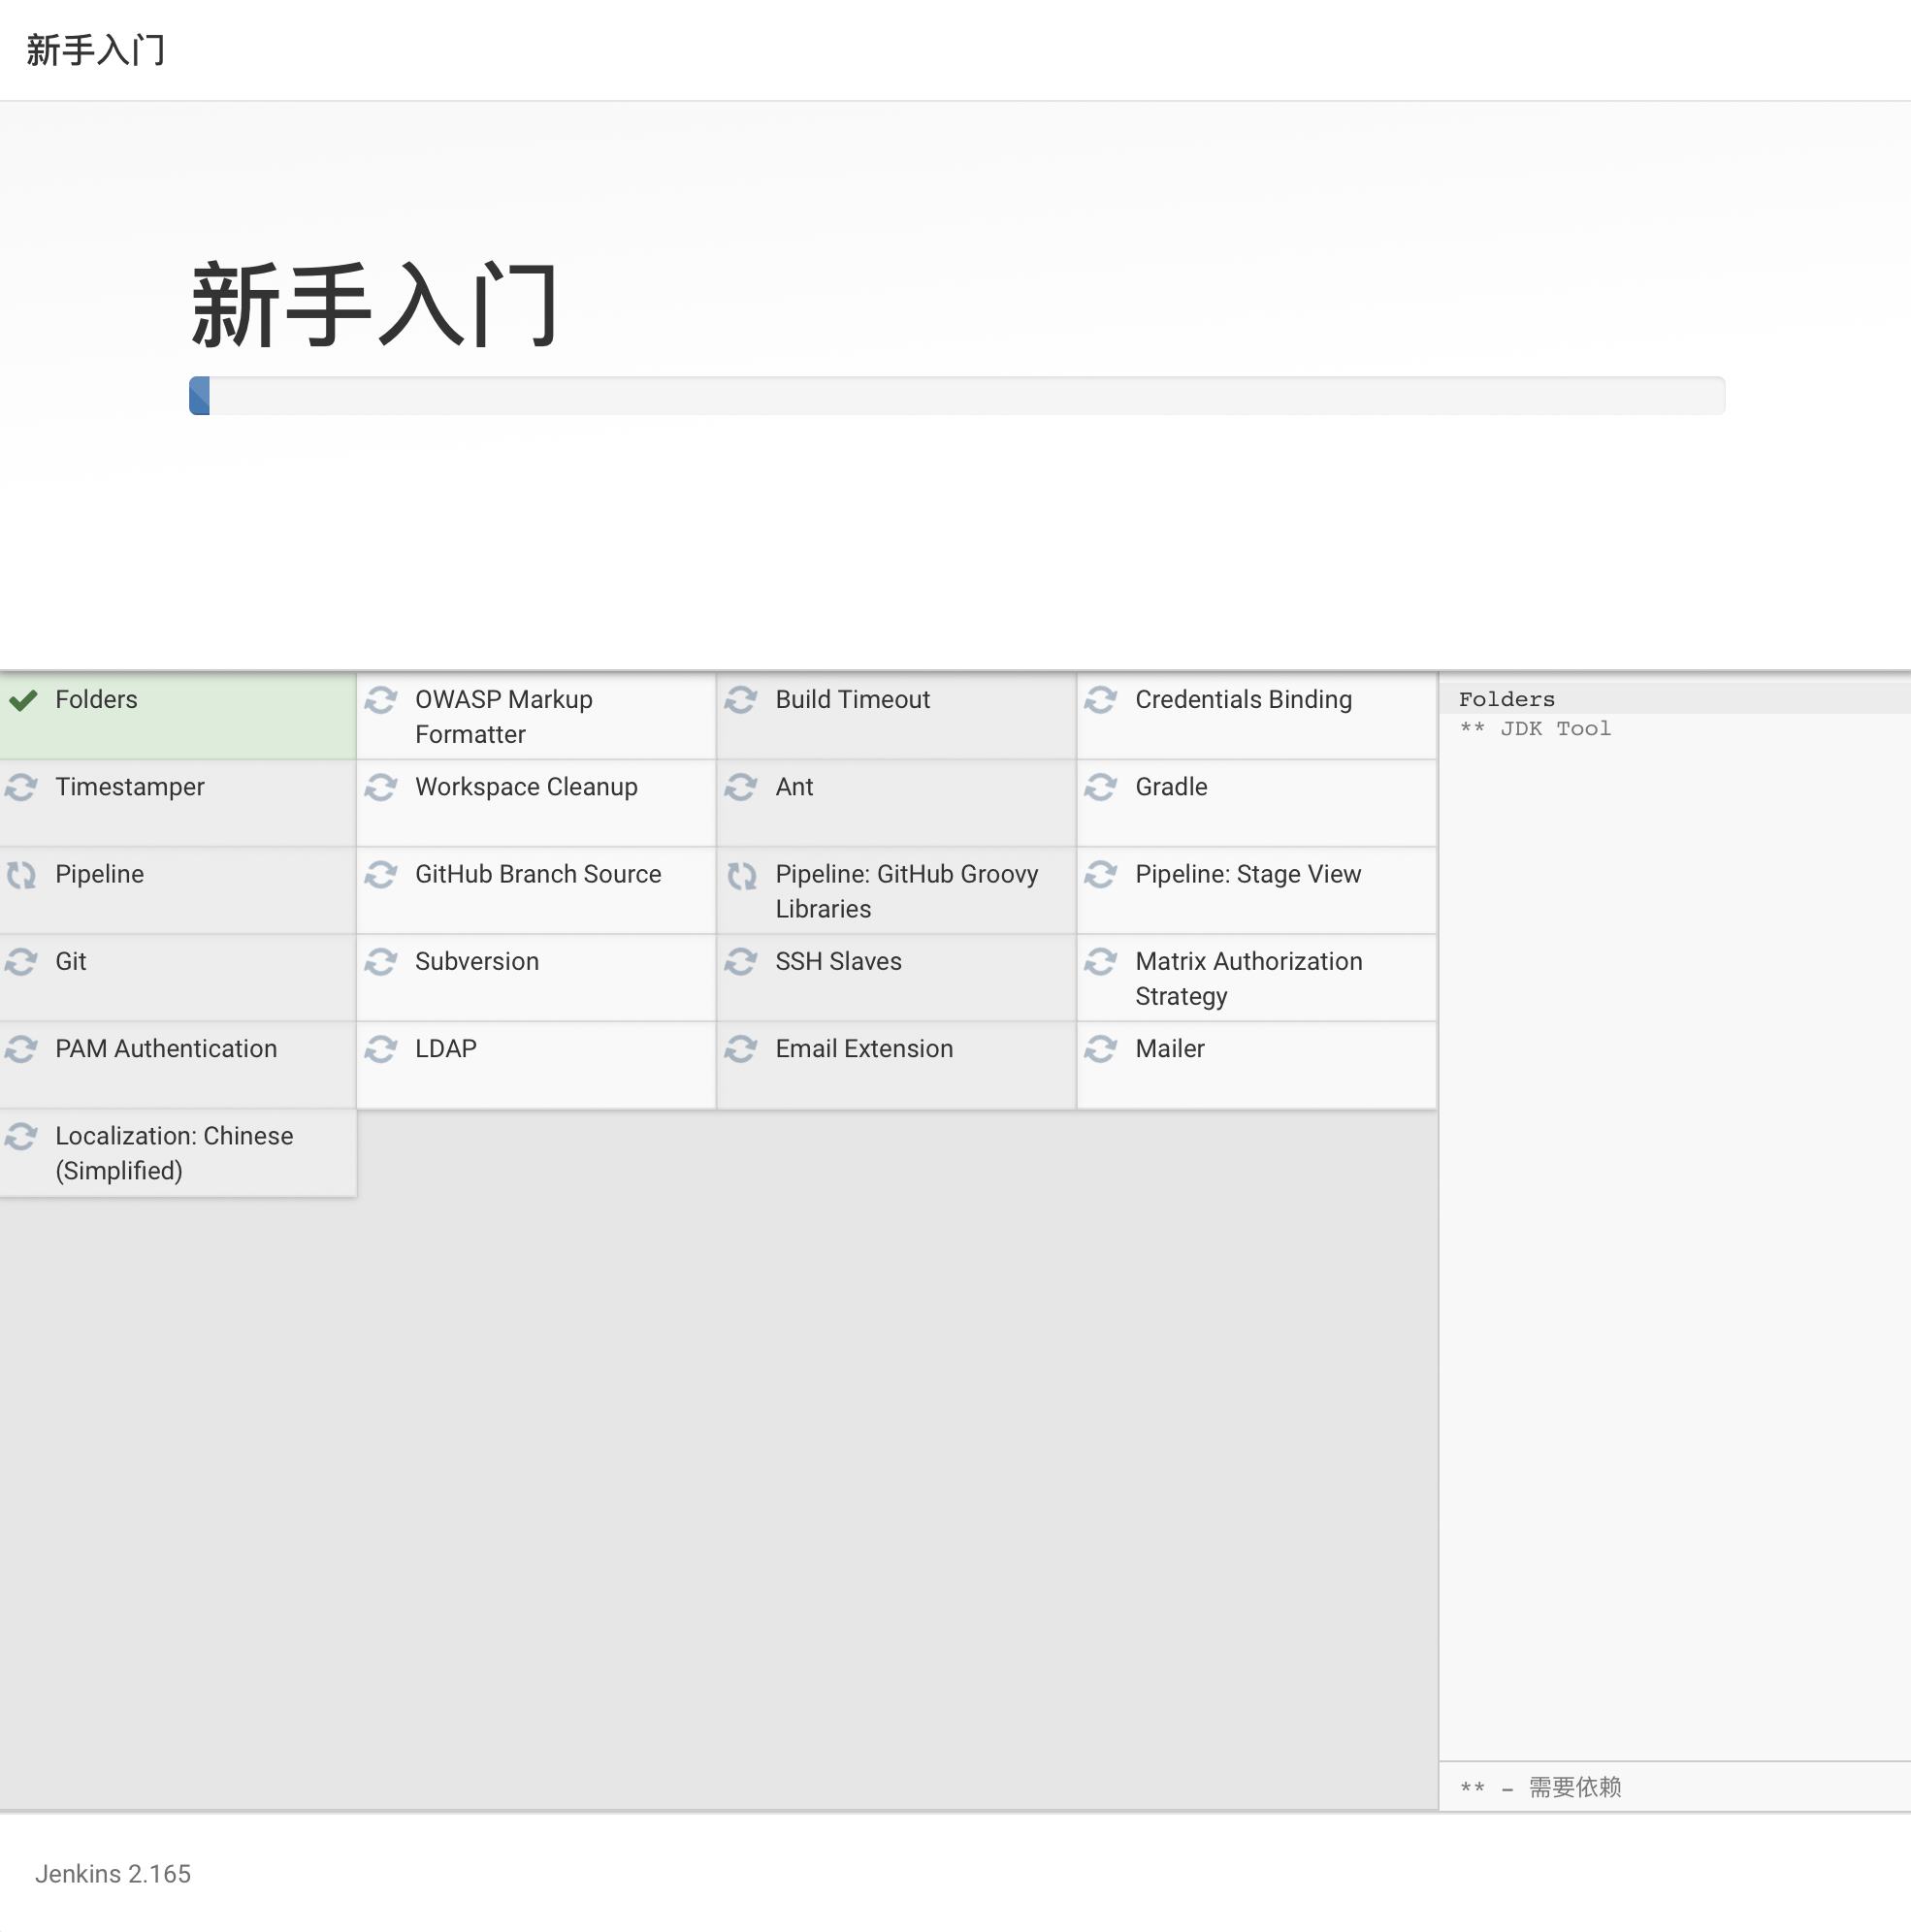 新手入门
新手入门
Folders
OWASP Markup
Formatter
Build Timeout
Credentials Binding
Timestamper
Workspace Cleanup
Ant
Gradle
Pipeline
GitHub Branch Source
Pipeline: GitHub Groovy
Libraries
Pipeline: Stage View
Git
Subversion
SSH Slaves
Matrix Authorization
Strategy
PAM Authentication
LDAP
Email Extension
Mailer
Localization: Chinese
(Simplified)
Folders
** JDK Tool
** – 需要依赖
Jenkins 2.165